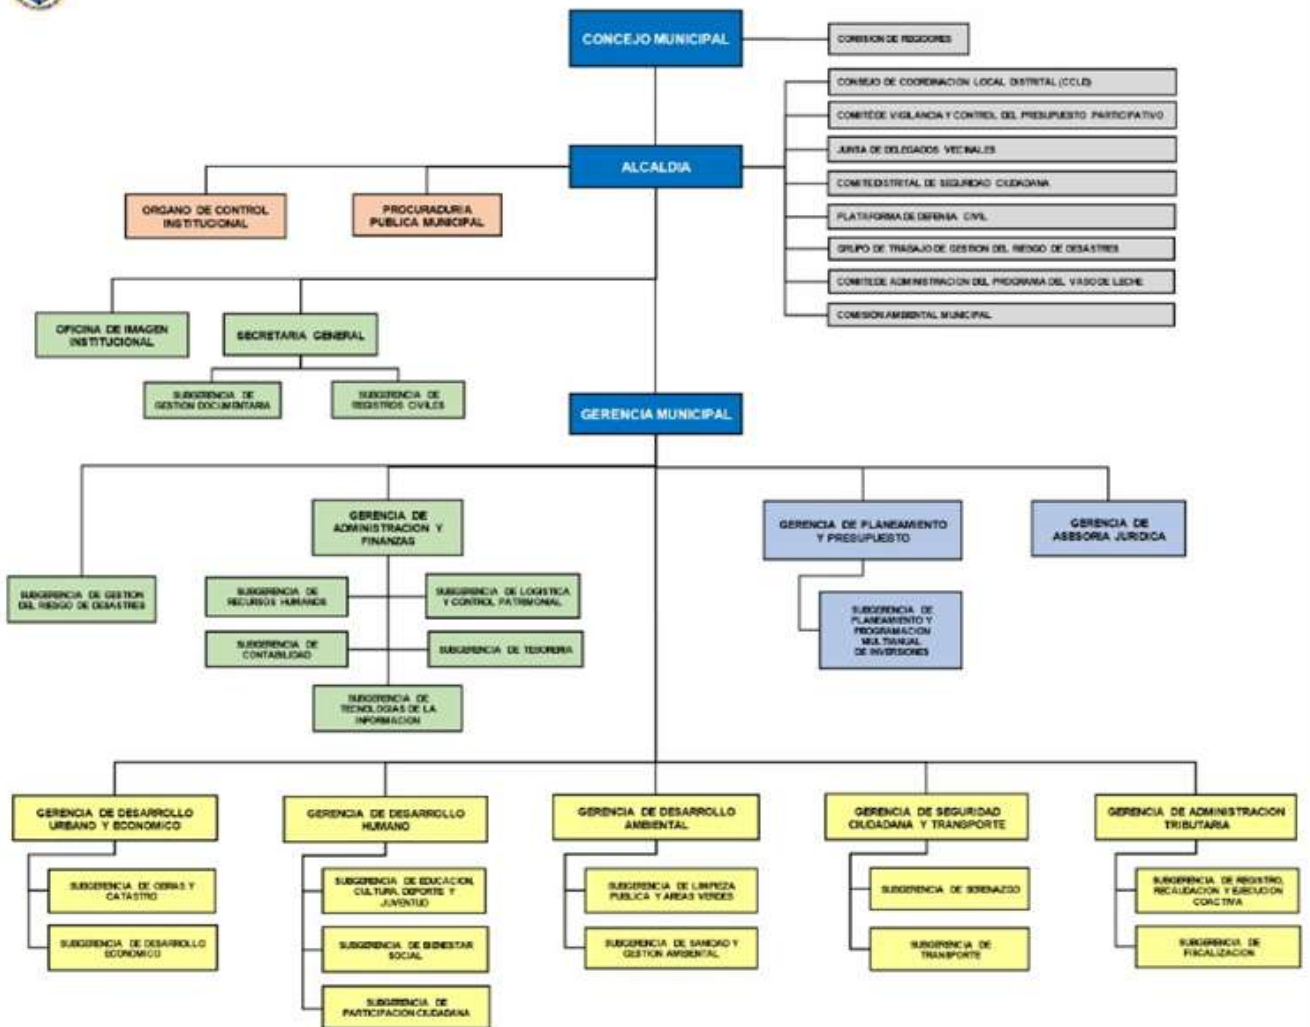 CONCEJO MUNICIPAL
COMISION DE REGIDORES
CONSEJO DE COORDINACION LOCAL DISTRITAL (CCLD)
COMITÉ DE VIGILANCIA Y CONTROL DEL PRESUPUESTO PARTICIPATIVO
JUNTA DE DELEGADOS VECINALES
ALCALDIA
COMITE DISTRITAL DE SEGURIDAD CIUDADANA
PLATAFORMA DE DEFENSA CIVIL
GRUPO DE TRABAJO DE GESTION DEL RIESGO DE DESASTRES
COMITE DE ADMINISTRACION DEL PROGRAMA DEL VASO DE LECHE
COMISIÓN AMBIENTAL MUNICIPAL
ORGANO DE CONTROL
INSTITUCIONAL
PROCURADURIA
PUBLICA MUNICIPAL
OFICINA DE IMAGEN
INSTITUCIONAL
SECRETARIA GENERAL
SUBGERENCIA DE
GESTION DOCUMENTARIA
SUBGERENCIA DE
REGISTROS CIVILES
GERENCIA MUNICIPAL
GERENCIA DE
ADMINISTRACION Y
FINANZAS
GERENCIA DE PLANEAMIENTO
Y PRESUPUESTO
GERENCIA DE
ASESORIA JURIDICA
SUBGERENCIA DE GESTION
DEL RIESGO DE DESASTRES
SUBGERENCIA DE
RECURSOS HUMANOS
SUBGERENCIA DE LOGISTICA
Y CONTROL PATRIMONIAL
SUBGERENCIA DE
CONTABILIDAD
SUBGERENCIA DE TESORERIA
SUBGERENCIA DE
TECNOLOGIAS DE LA
INFORMACION
SUBGERENCIA DE
PLANEAMIENTO Y
PROGRAMACION
MULTIANUAL
DE INVERSIONES
GERENCIA DE DESARROLLO
URBANO Y ECONOMICO
SUBGERENCIA DE OBRAS Y
CATASTRO
SUBGERENCIA DE DESARROLLO
ECONOMICO
GERENCIA DE DESARROLLO
HUMANO
SUBGERENCIA DE EDUCACION,
CULTURA, DEPORTE Y
JUVENTUD
SUBGERENCIA DE BIENESTAR
SOCIAL
SUBGERENCIA DE
PARTICIPACION CIUDADANA
GERENCIA DE DESARROLLO
AMBIENTAL
SUBGERENCIA DE LIMPIEZA
PUBLICA Y AREAS VERDES
SUBGERENCIA DE SANIDAD Y
GESTION AMBIENTAL
GERENCIA DE SEGURIDAD
CIUDADANA Y TRANSPORTE
SUBGERENCIA DE SERENAZGO
SUBGERENCIA DE
TRANSPORTE
GERENCIA DE ADMINISTRACION
TRIBUTARIA
SUBGERENCIA DE REGISTRO,
RECAUDACION Y EJECUCION
COACTIVA
SUBGERENCIA DE
FISCALIZACION